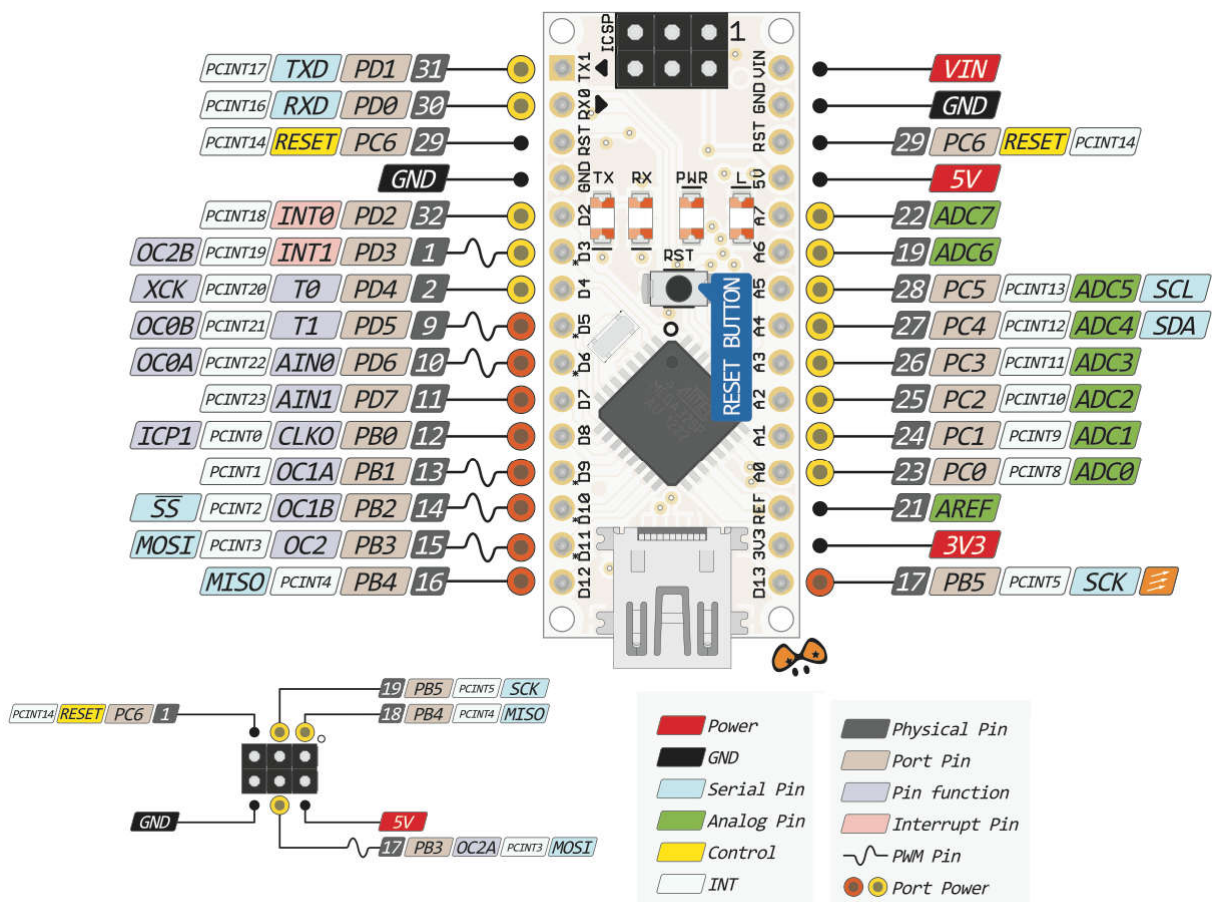 PCINT17 TXD PD1 31
PCINT16 RXD PD0 30
PCINT14 RESET PC6 29
GND
PCINT18 INT0 PD2 32
OC2B PCINT19 INT1 PD3 1
XCK PCINT20 T0 PD4 2
OC0B PCINT21 T1 PD5 9
OC0A PCINT22 AIN0 PD6 10
PCINT23 AIN1 PD7 11
ICP1 PCINT0 CLKO PB0 12
PCINT1 OC1A PB1 13
SS PCINT2 OC1B PB2 14
MOSI PCINT3 OC2 PB3 15
MISO PCINT4 PB4 16
ICSP
1
TX1
RX0
RST
GND
D2
*D3
D4
*D5
*D6
D7
D8
*D9
*D10
*D11
D12
TX RX PWR L
RST
RESET BUTTON
VIN
GND
RST
5V
A7
A6
A5
A4
A3
A2
A1
A0
REF
3V3
D13
VIN
GND
29 PC6 RESET PCINT14
5V
22 ADC7
19 ADC6
28 PC5 PCINT13 ADC5 SCL
27 PC4 PCINT12 ADC4 SDA
26 PC3 PCINT11 ADC3
25 PC2 PCINT10 ADC2
24 PC1 PCINT9 ADC1
23 PC0 PCINT8 ADC0
21 AREF
3V3
17 PB5 PCINT5 SCK
19 PB5 PCINT5 SCK
PCINT14 RESET PC6 1
18 PB4 PCINT4 MISO
GND
5V
17 PB3 OC2A PCINT3 MOSI
Power
GND
Serial Pin
Analog Pin
Control
INT
Physical Pin
Port Pin
Pin function
Interrupt Pin
PWM Pin
Port Power